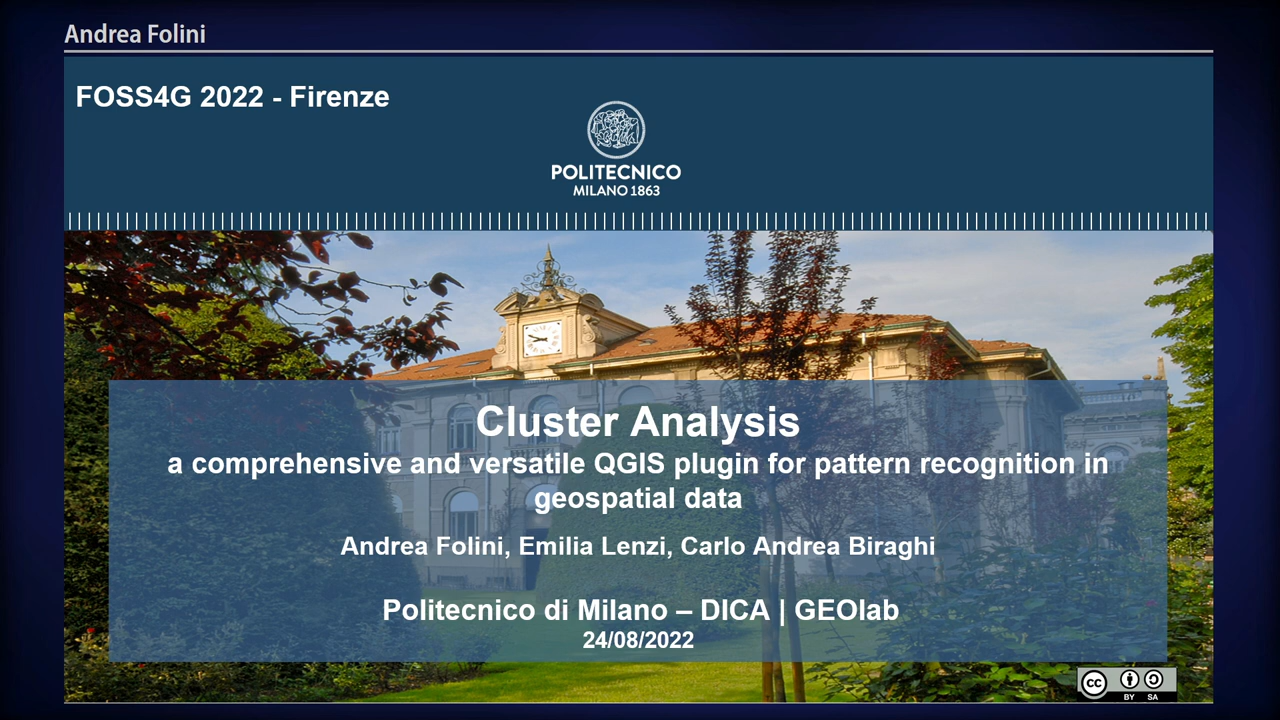 Andrea Folini
FOSS4G 2022 - Firenze
POLITECNICO
MILANO 1863
Cluster Analysis
a comprehensive and versatile QGIS plugin for pattern recognition in
geospatial data
Andrea Folini, Emilia Lenzi, Carlo Andrea Biraghi
Politecnico di Milano – DICA | GEOlab
24/08/2022
cc
BY SA